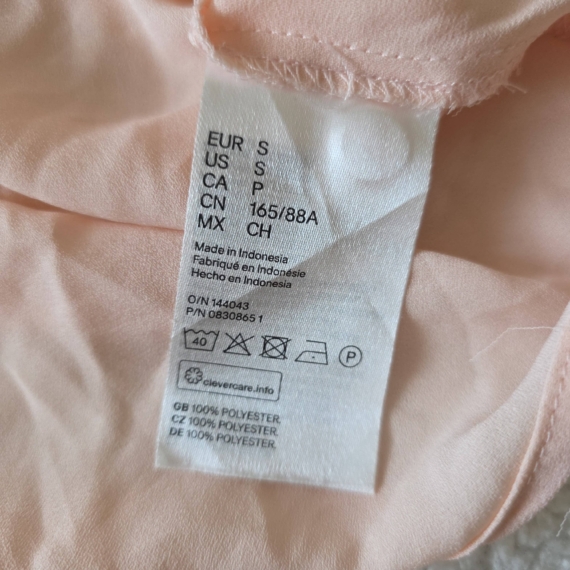 EUR S
US S
CA P
CN 165/88A
MX CH
Made in Indonesia
Fabriqué en Indonésie
Hecho en Indonesia
O/N 144043
P/N 0830865 1
40
P
clevercare.info
GB 100% POLYESTER.
CZ 100% POLYESTER.
DE 100% POLYESTER.